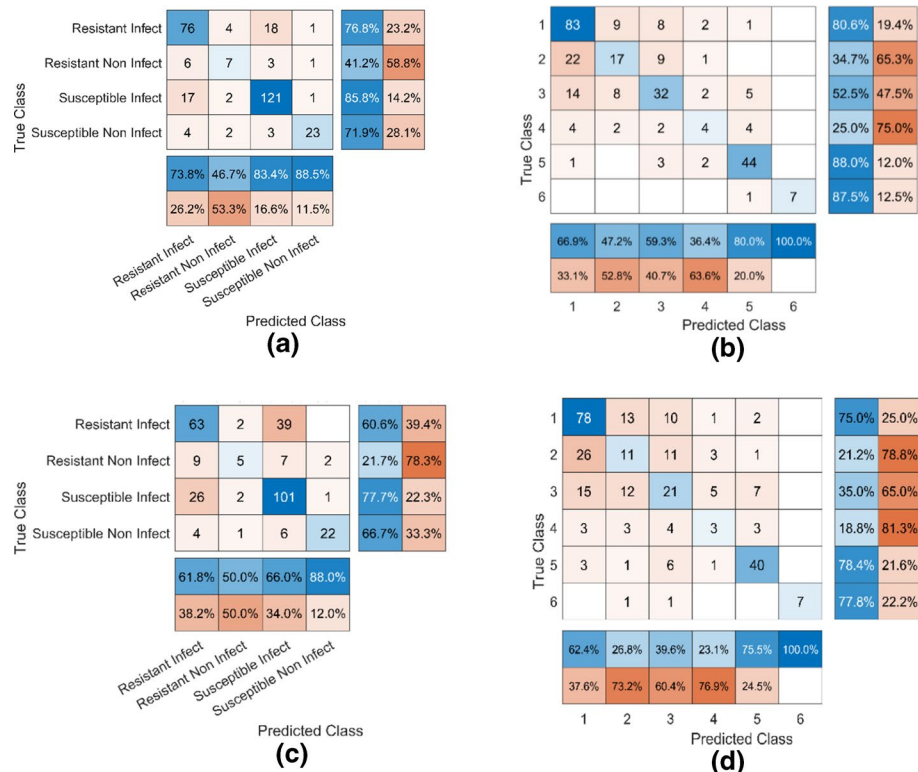 Resistant Infect 76 4 18 1 76.8% 23.2%
Resistant Non Infect 6 7 3 1 41.2% 58.8%
Susceptible Infect 17 2 121 1 85.8% 14.2%
Susceptible Non Infect 4 2 3 23 71.9% 28.1%
True Class
73.8% 46.7% 83.4% 88.5%
26.2% 53.3% 16.6% 11.5%
Resistant Infect
Resistant Non Infect
Susceptible Infect
Susceptible Non Infect
Predicted Class
(a)
1 83 9 8 2 1 80.6% 19.4%
2 22 17 9 1 34.7% 65.3%
3 14 8 32 2 5 52.5% 47.5%
4 4 2 2 4 4 25.0% 75.0%
5 1 3 2 44 88.0% 12.0%
6 1 7 87.5% 12.5%
True Class
66.9% 47.2% 59.3% 36.4% 80.0% 100.0%
33.1% 52.8% 40.7% 63.6% 20.0%
1 2 3 4 5 6
Predicted Class
(b)
Resistant Infect 63 2 39 60.6% 39.4%
Resistant Non Infect 9 5 7 2 21.7% 78.3%
Susceptible Infect 26 2 101 1 77.7% 22.3%
Susceptible Non Infect 4 1 6 22 66.7% 33.3%
True Class
61.8% 50.0% 66.0% 88.0%
38.2% 50.0% 34.0% 12.0%
Resistant Infect
Resistant Non Infect
Susceptible Infect
Susceptible Non Infect
Predicted Class
(c)
1 78 13 10 1 2 75.0% 25.0%
2 26 11 11 3 1 21.2% 78.8%
3 15 12 21 5 7 35.0% 65.0%
4 3 3 4 3 3 18.8% 81.3%
5 3 1 6 1 40 78.4% 21.6%
6 1 1 7 77.8% 22.2%
True Class
62.4% 26.8% 39.6% 23.1% 75.5% 100.0%
37.6% 73.2% 60.4% 76.9% 24.5%
1 2 3 4 5 6
Predicted Class
(d)